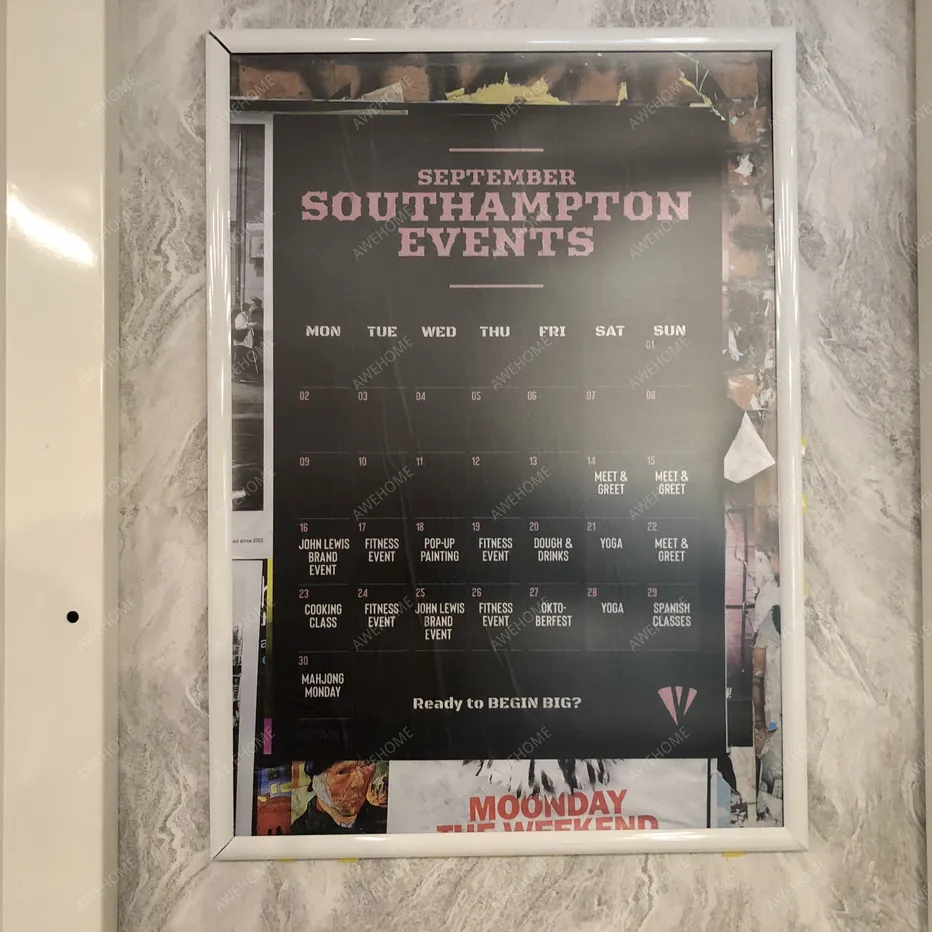 SEPTEMBER
SOUTHAMPTON
EVENTS
MON TUE WED THU FRI SAT SUN
01
02 03 04 05 06 07 08
09 10 11 12 13 14 15
MEET & MEET &
GREET GREET
16 17 18 19 20 21 22
JOHN LEWIS FITNESS POP-UP FITNESS DOUGH & YOGA MEET &
BRAND EVENT PAINTING EVENT DRINKS GREET
EVENT
23 24 25 26 27 28 29
COOKING FITNESS JOHN LEWIS FITNESS OKTO- YOGA SPANISH
CLASS EVENT BRAND EVENT BERFEST CLASSES
EVENT
30
MAHJONG
MONDAY
Ready to BEGIN BIG?
since 2002
MOONDAY
THE WEEKEND
AWEHOME